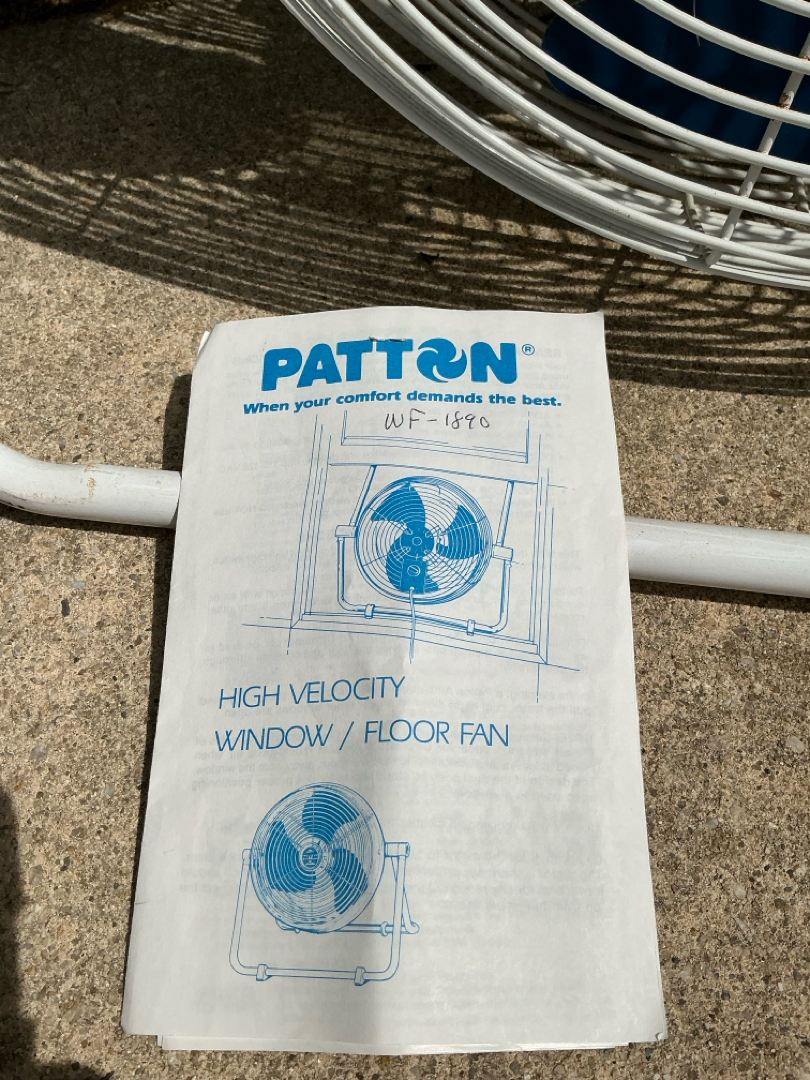 PATTON®
When your comfort demands the best.
WF-1890
HIGH VELOCITY
WINDOW / FLOOR FAN